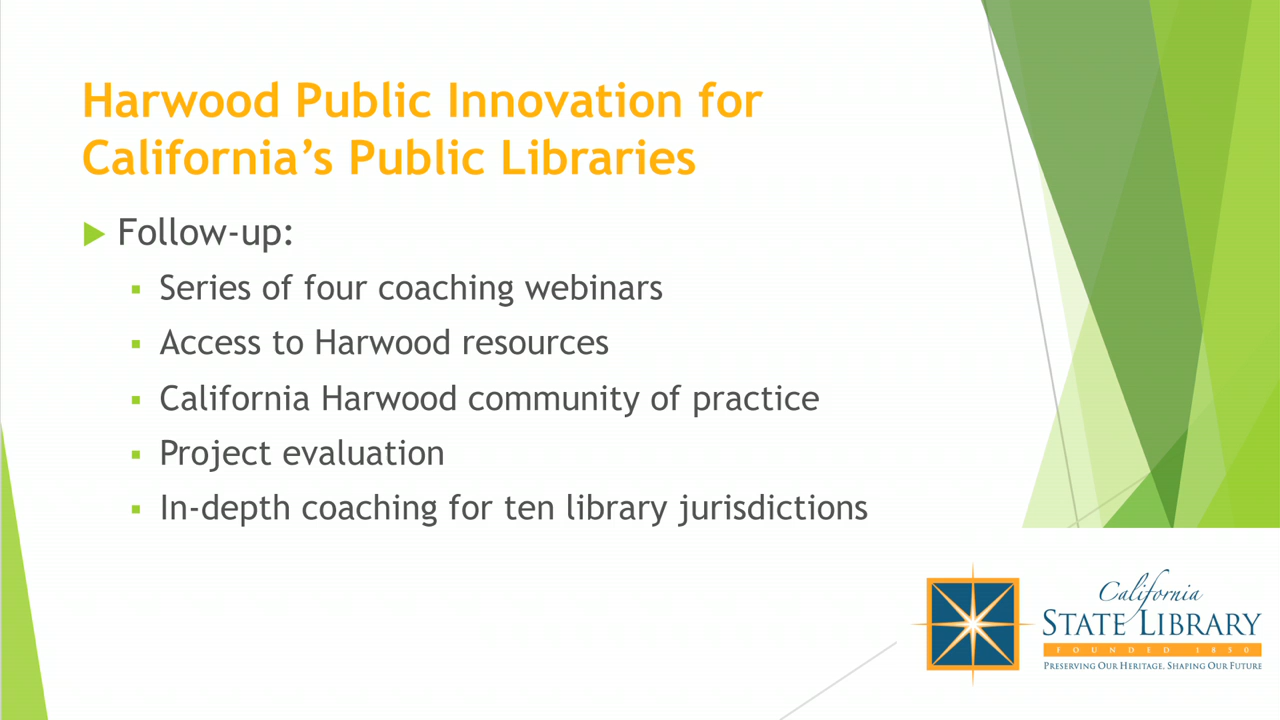 Harwood Public Innovation for
California’s Public Libraries
Follow-up:
Series of four coaching webinars
Access to Harwood resources
California Harwood community of practice
Project evaluation
In-depth coaching for ten library jurisdictions
California
STATE LIBRARY
FOUNDED 1850
PRESERVING OUR HERITAGE, SHAPING OUR FUTURE